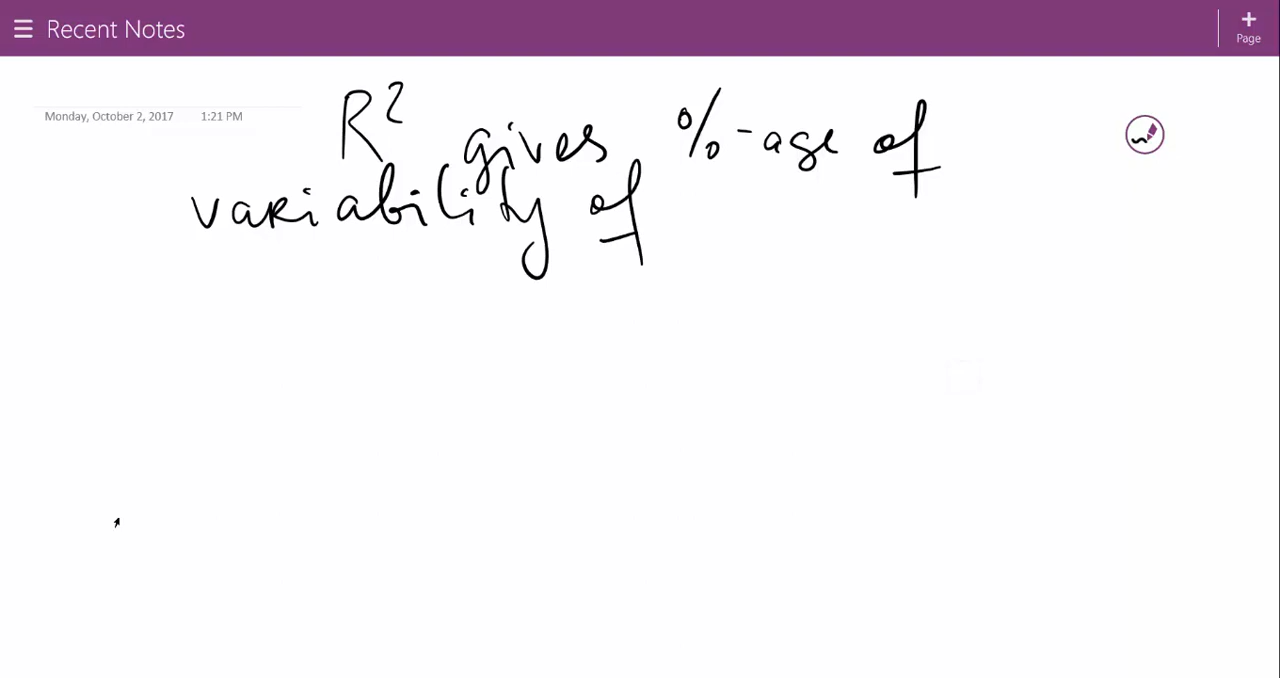 Recent Notes
Page
Monday, October 2, 2017 1:21 PM
R² gives %-age of
variability of